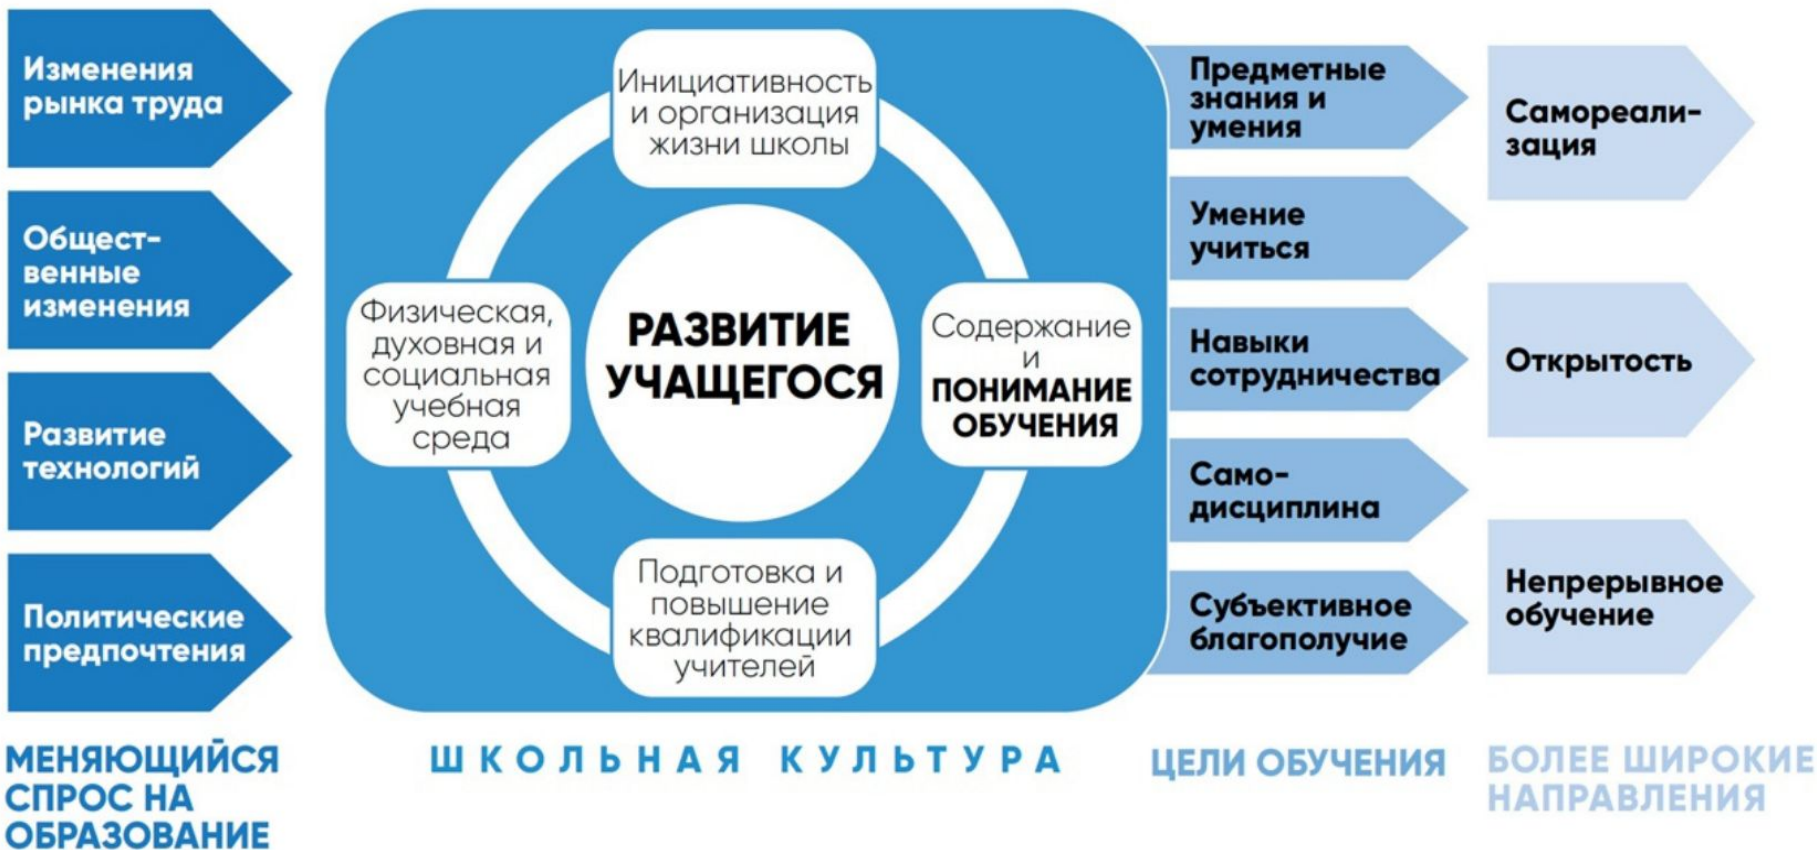 Изменения
рынка труда
Общест-
венные
изменения
Развитие
технологий
Политические
предпочтения
МЕНЯЮЩИЙСЯ
СПРОС НА
ОБРАЗОВАНИЕ
Инициативность
и организация
жизни школы
Физическая,
духовная и
социальная
учебная
среда
РАЗВИТИЕ
УЧАЩЕГОСЯ
Содержание
и
ПОНИМАНИЕ
ОБУЧЕНИЯ
Подготовка и
повышение
квалификации
учителей
ШКОЛЬНАЯ КУЛЬТУРА
Предметные
знания и
умения
Умение
учиться
Навыки
сотрудничества
Само-
дисциплина
Субъективное
благополучие
ЦЕЛИ ОБУЧЕНИЯ
Самореали-
зация
Открытость
Непрерывное
обучение
БОЛЕЕ ШИРОКИЕ
НАПРАВЛЕНИЯ